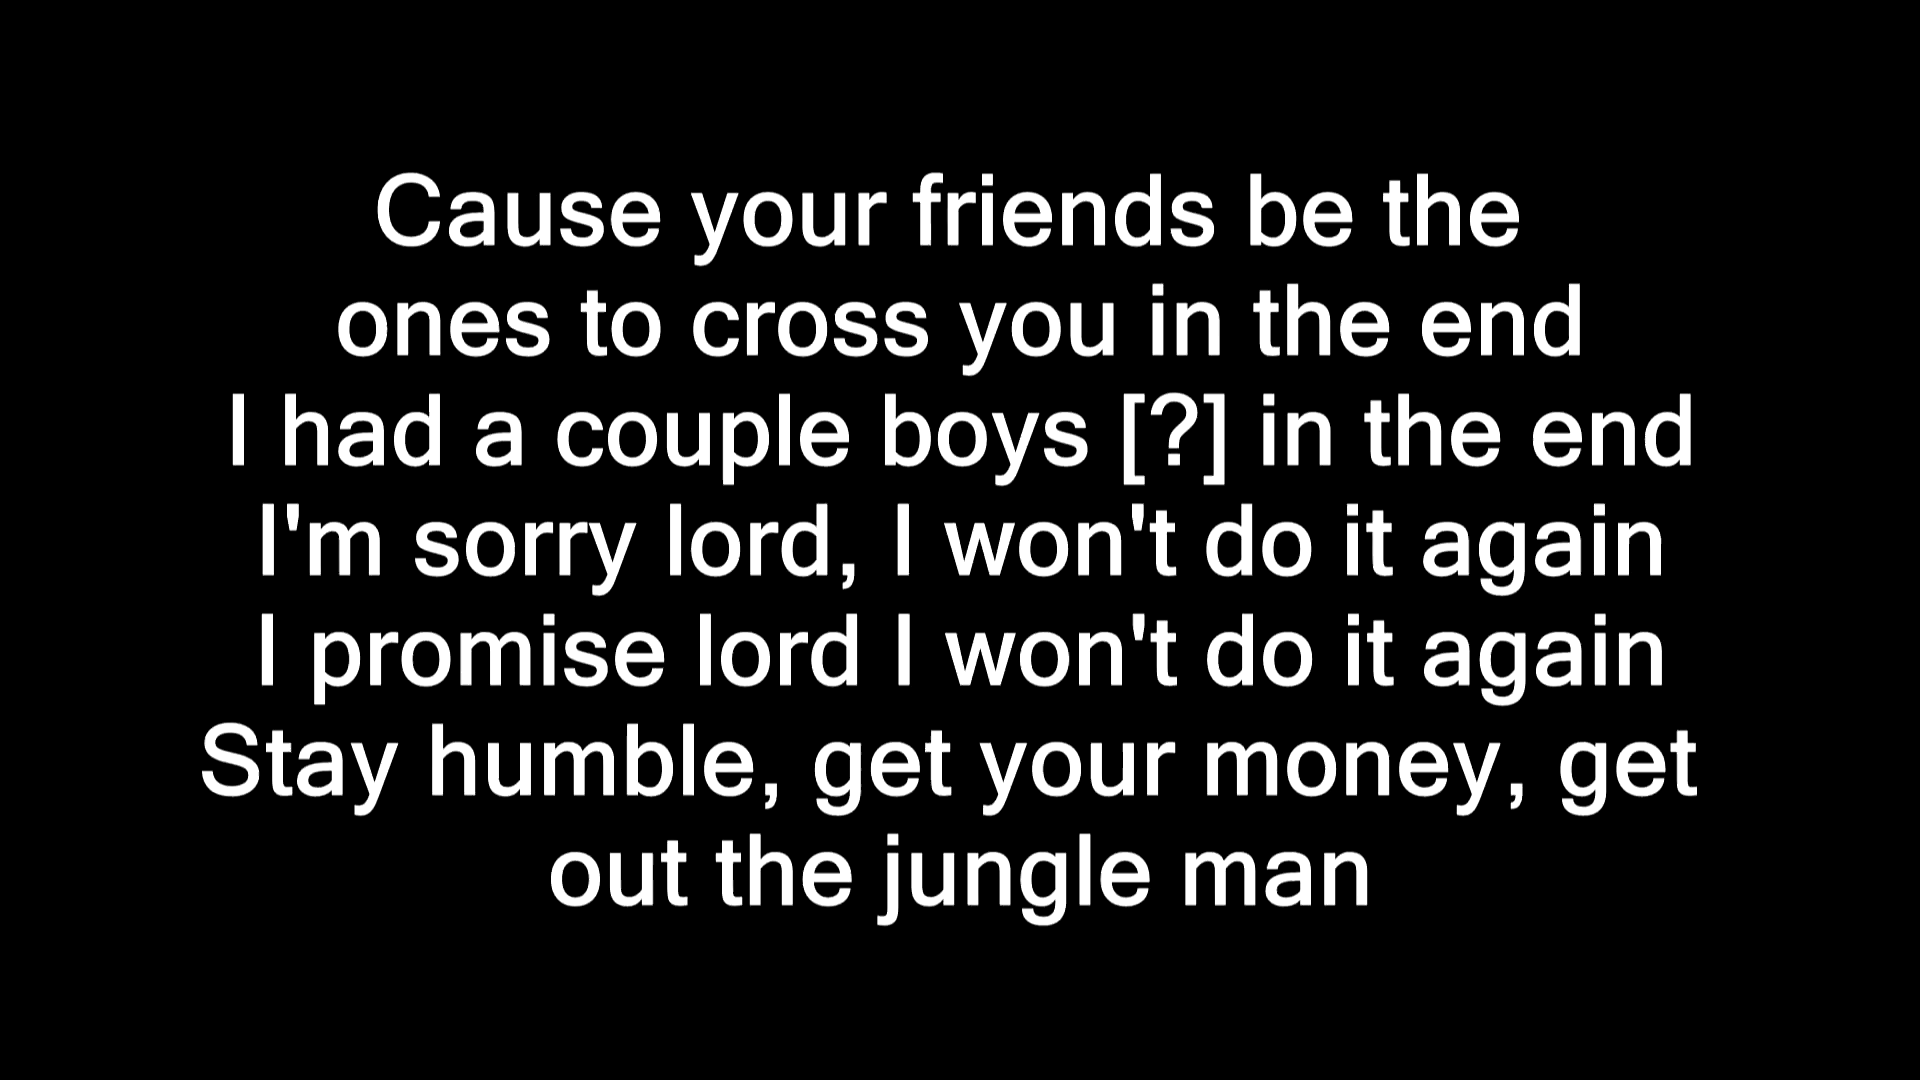 Cause your friends be the
ones to cross you in the end
I had a couple boys [?] in the end
I'm sorry lord, I won't do it again
I promise lord I won't do it again
Stay humble, get your money, get
out the jungle man